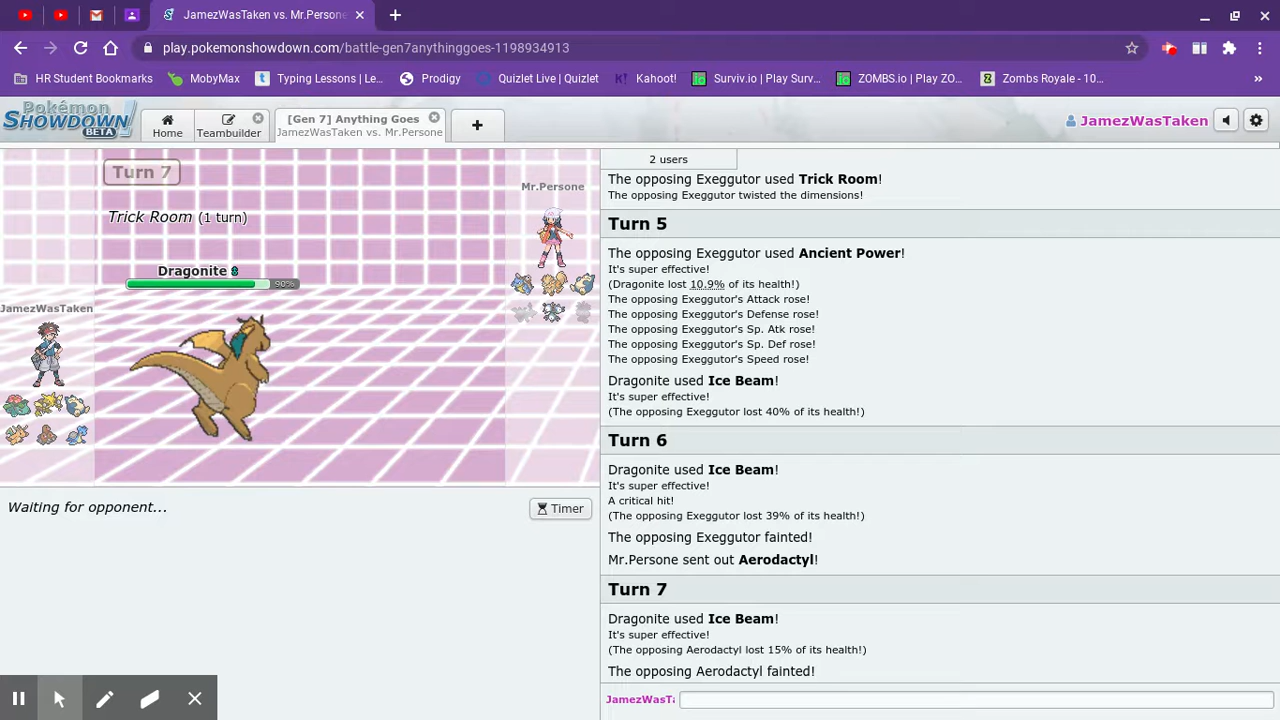 JamezWasTaken vs. Mr.Persone
play.pokemonshowdown.com/battle-gen7anythinggoes-1198934913
HR Student Bookmarks
MobyMax
Typing Lessons | Le...
Prodigy
Quizlet Live | Quizlet
K!
Kahoot!
Surviv.io | Play Surv...
ZOMBS.io | Play ZO...
Zombs Royale - 10...
»
Pokémon
SHOWDOWN!
BETA
Home
Teambuilder
[Gen 7] Anything Goes
JamezWasTaken vs. Mr.Persone
JamezWasTaken
Turn 7
Trick Room (1 turn)
Mr.Persone
Dragonite
90%
JamezWasTaken
Waiting for opponent...
Timer
2 users
The opposing Exeggutor used Trick Room!
The opposing Exeggutor twisted the dimensions!
Turn 5
The opposing Exeggutor used Ancient Power!
It's super effective!
(Dragonite lost 10.9% of its health!)
The opposing Exeggutor's Attack rose!
The opposing Exeggutor's Defense rose!
The opposing Exeggutor's Sp. Atk rose!
The opposing Exeggutor's Sp. Def rose!
The opposing Exeggutor's Speed rose!
Dragonite used Ice Beam!
It's super effective!
(The opposing Exeggutor lost 40% of its health!)
Turn 6
Dragonite used Ice Beam!
It's super effective!
A critical hit!
(The opposing Exeggutor lost 39% of its health!)
The opposing Exeggutor fainted!
Mr.Persone sent out Aerodactyl!
Turn 7
Dragonite used Ice Beam!
It's super effective!
(The opposing Aerodactyl lost 15% of its health!)
The opposing Aerodactyl fainted!
JamezWasT